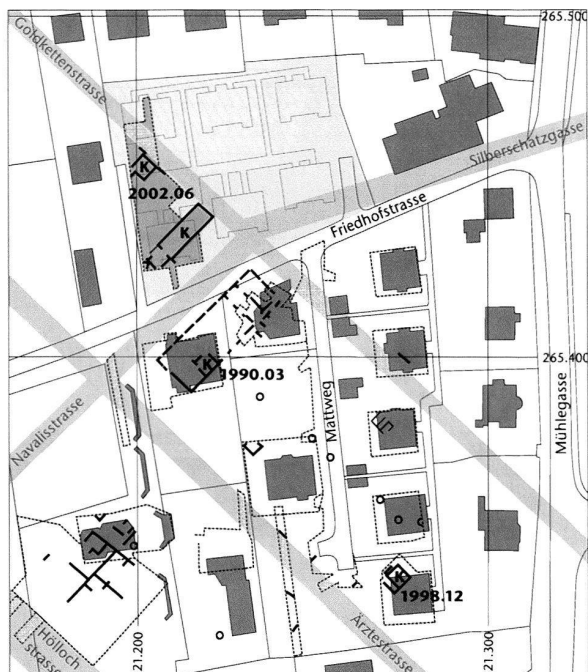 265.500
Goldkettenstrasse
Silberschatzgasse
K
2002.06
K
Friedhofstrasse
265.400
K
1990.03
Navalisstrasse
Mattweg
Mühlegasse
K
1998.12
Hölloch
strasse
21.200
Ärztestrasse
21.300